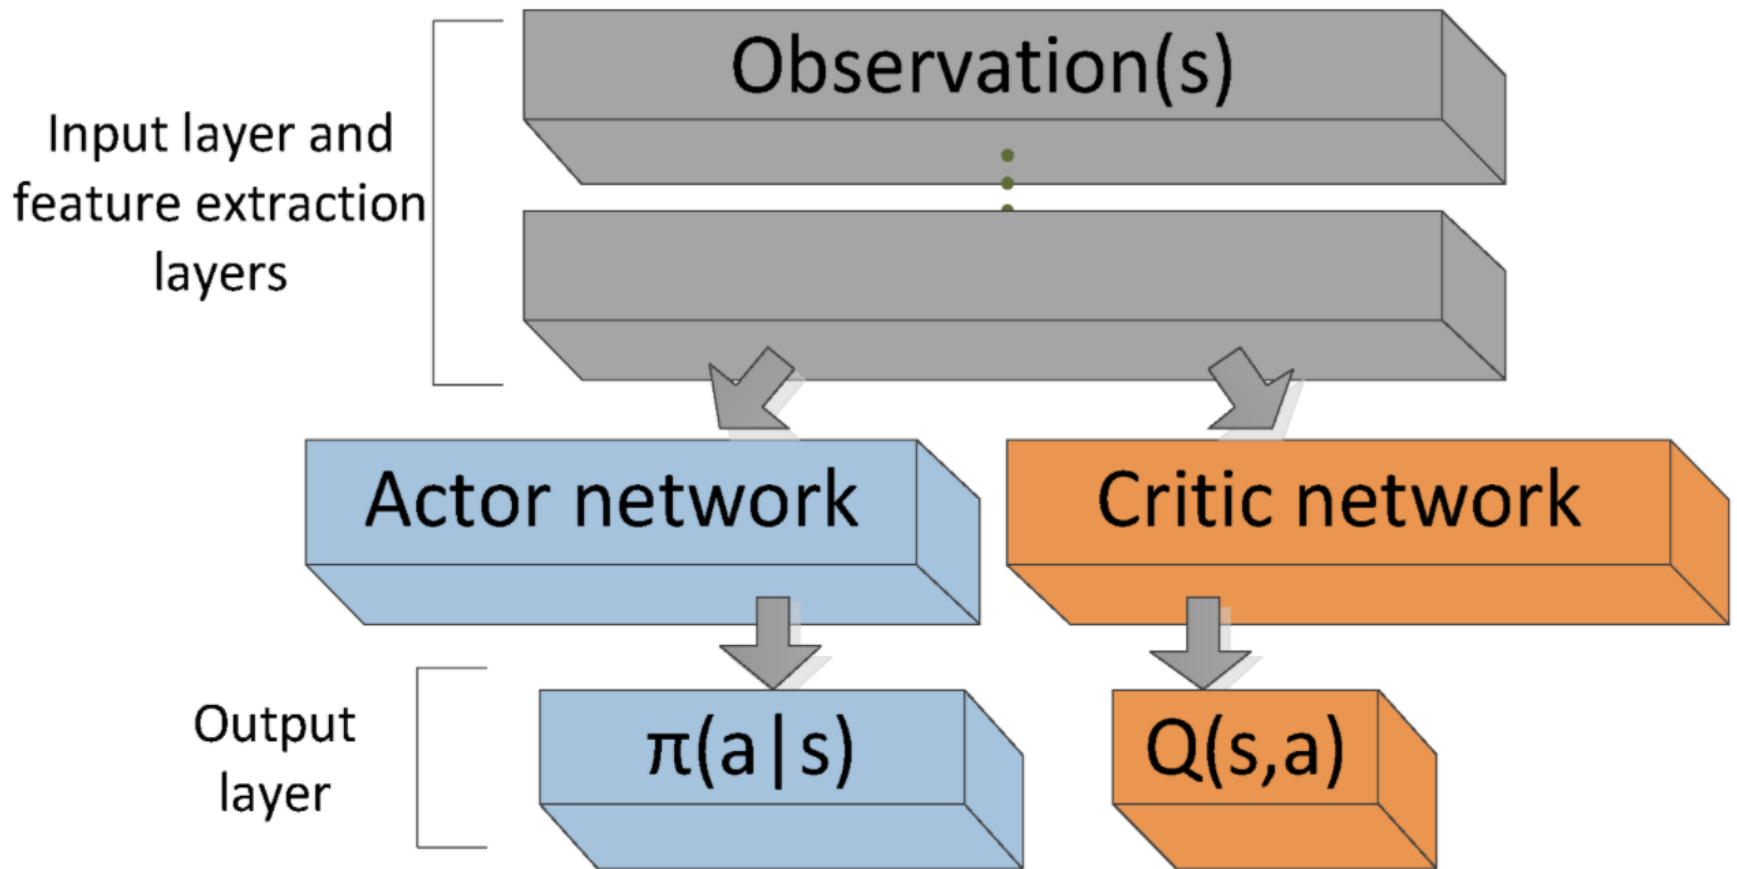 Observation(s)
Input layer and
feature extraction
layers
Actor network
Critic network
Output
layer
π(a|s)
Q(s,a)